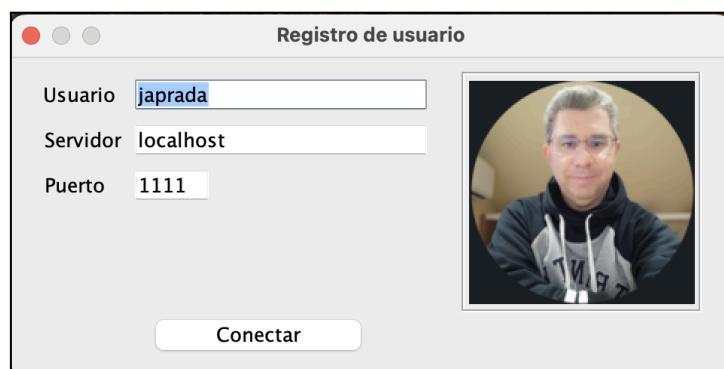 Registro de usuario
Usuario japrada
Servidor localhost
Puerto 1111
Conectar